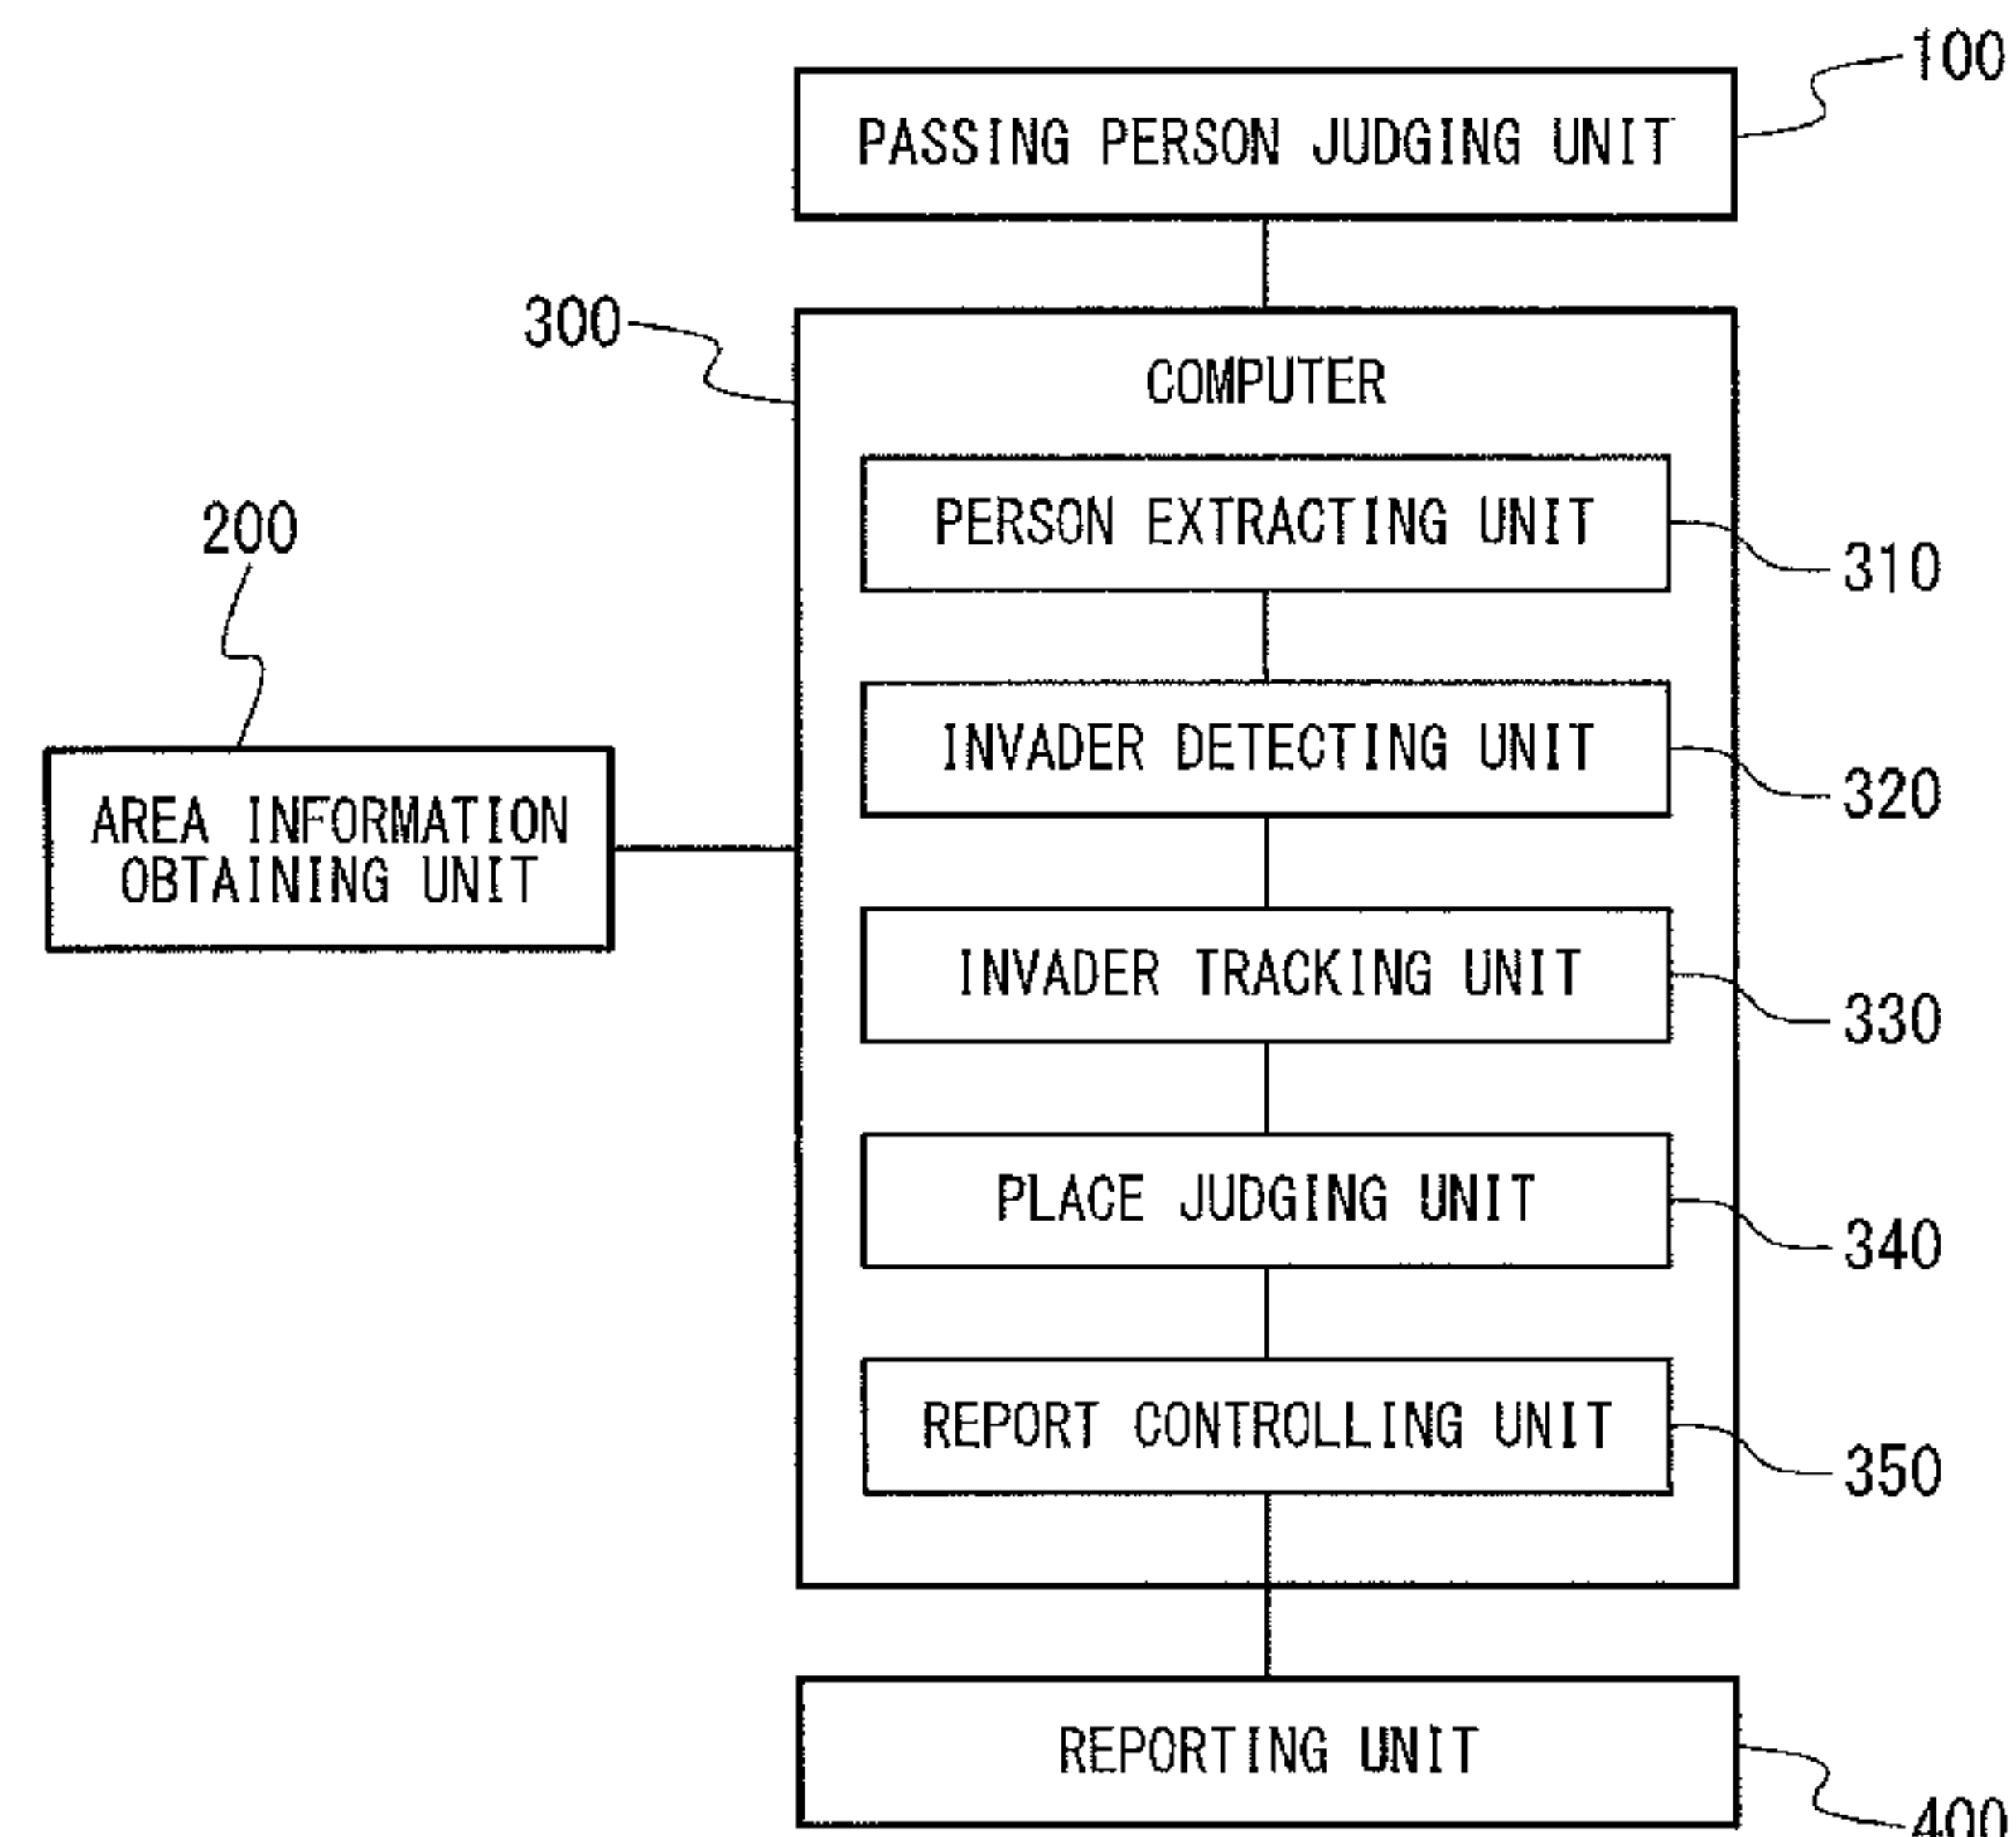 100
PASSING PERSON JUDGING UNIT
300
COMPUTER
PERSON EXTRACTING UNIT
310
200
INVADER DETECTING UNIT
320
AREA INFORMATION
OBTAINING UNIT
INVADER TRACKING UNIT
330
PLACE JUDGING UNIT
340
REPORT CONTROLLING UNIT
350
REPORTING UNIT
400